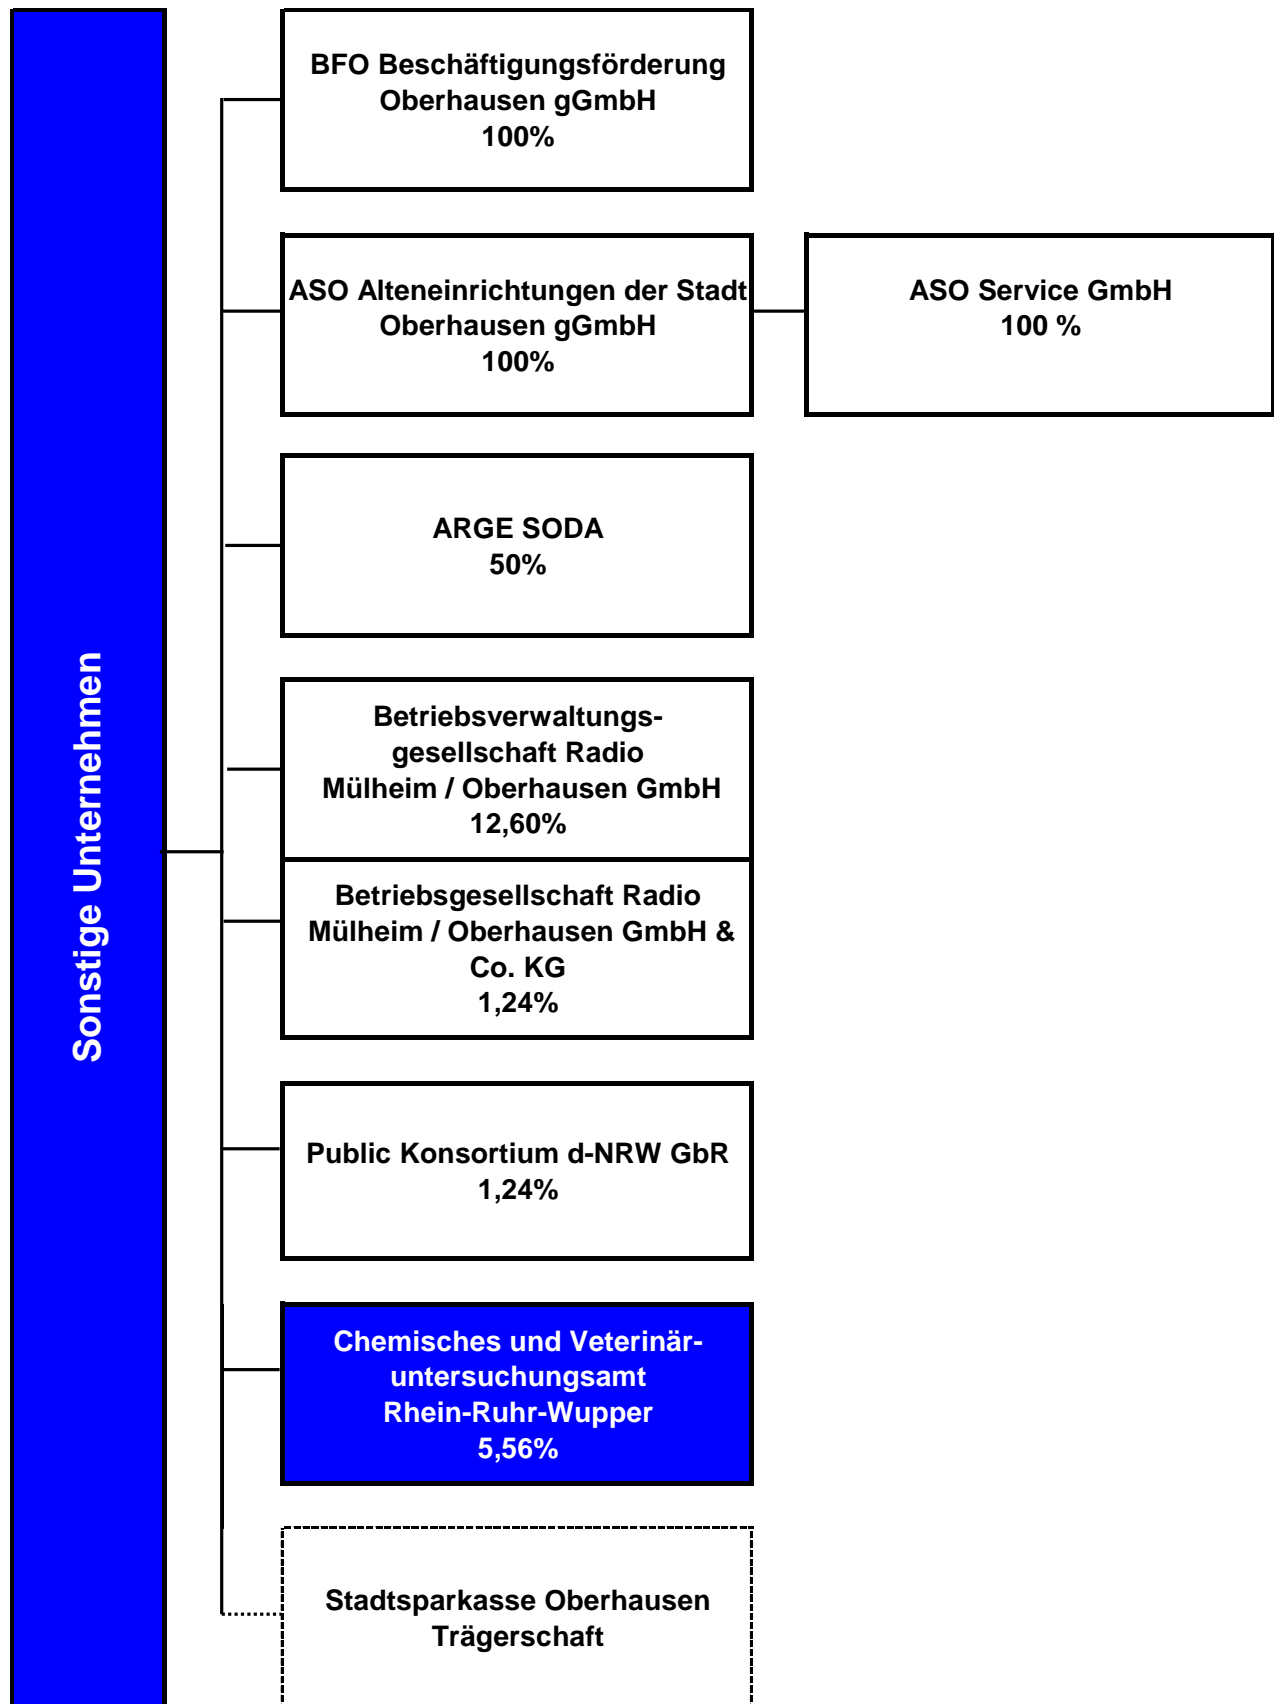 Sonstige Unternehmen
BFO Beschäftigungsförderung
Oberhausen gGmbH
100%
ASO Alteneinrichtungen der Stadt
Oberhausen gGmbH
100%
ASO Service GmbH
100 %
ARGE SODA
50%
Betriebsverwaltungs-
gesellschaft Radio
Mülheim / Oberhausen GmbH
12,60%
Betriebsgesellschaft Radio
Mülheim / Oberhausen GmbH &
Co. KG
1,24%
Public Konsortium d-NRW GbR
1,24%
Chemisches und Veterinär-
untersuchungsamt
Rhein-Ruhr-Wupper
5,56%
Stadtsparkasse Oberhausen
Trägerschaft